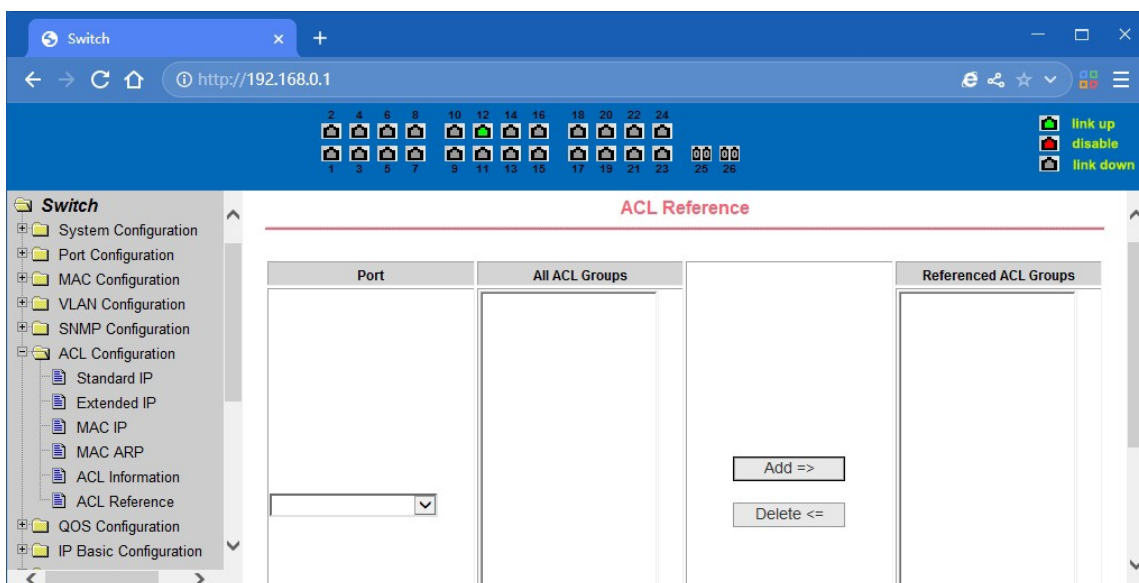 Switch
http://192.168.0.1
2 4 6 8 10 12 14 16 18 20 22 24
1 3 5 7 9 11 13 15 17 19 21 23 25 26
link up
disable
link down
Switch
System Configuration
Port Configuration
MAC Configuration
VLAN Configuration
SNMP Configuration
ACL Configuration
Standard IP
Extended IP
MAC IP
MAC ARP
ACL Information
ACL Reference
QOS Configuration
IP Basic Configuration
ACL Reference
Port All ACL Groups Referenced ACL Groups
Add =>
Delete <=